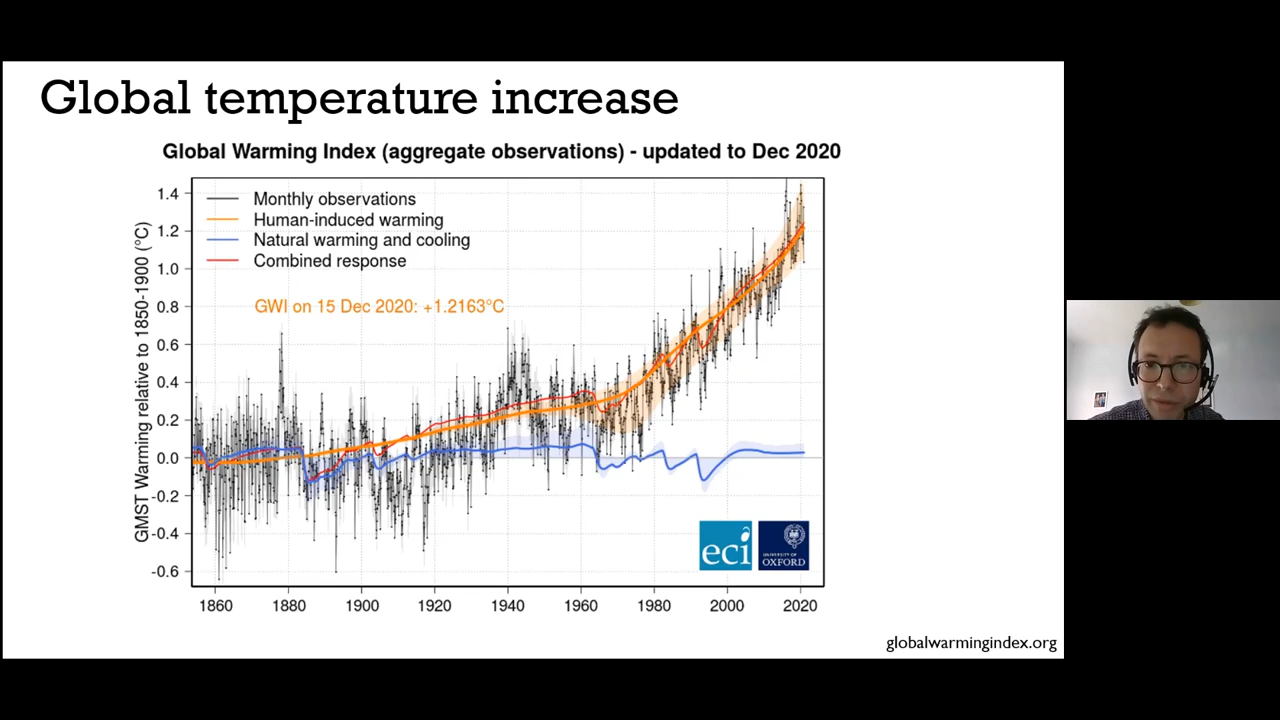 Global temperature increase
Global Warming Index (aggregate observations) - updated to Dec 2020
GMST Warming relative to 1850-1900 (°C)
1.4
1.2
1.0
0.8
0.6
0.4
0.2
0.0
-0.2
-0.4
-0.6
Monthly observations
Human-induced warming
Natural warming and cooling
Combined response
GWI on 15 Dec 2020: +1.2163°C
eci
UNIVERSITY OF
OXFORD
1860 1880 1900 1920 1940 1960 1980 2000 2020
globalwarmingindex.org